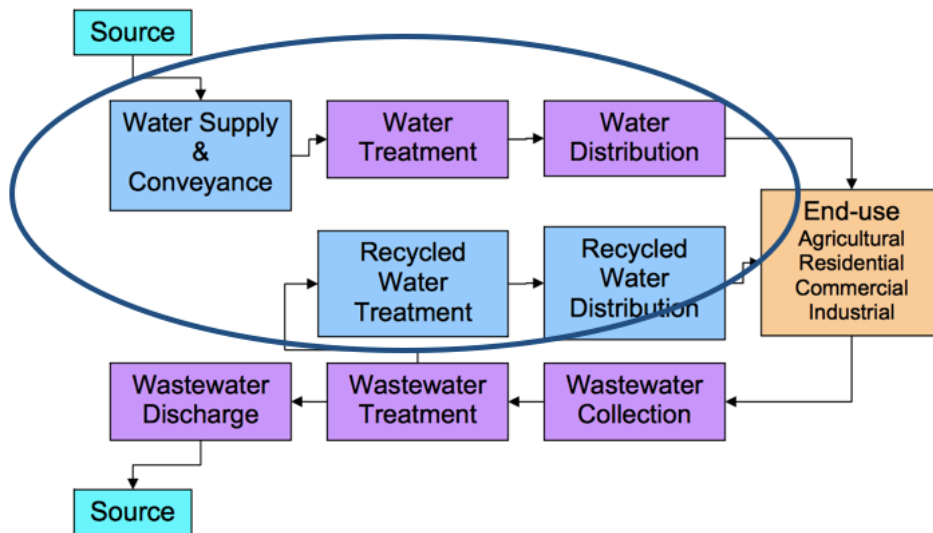 Source
Water Supply
&
Conveyance
Water
Treatment
Water
Distribution
End-use
Agricultural
Residential
Commercial
Industrial
Recycled
Water
Treatment
Recycled
Water
Distribution
Wastewater
Discharge
Wastewater
Treatment
Wastewater
Collection
Source